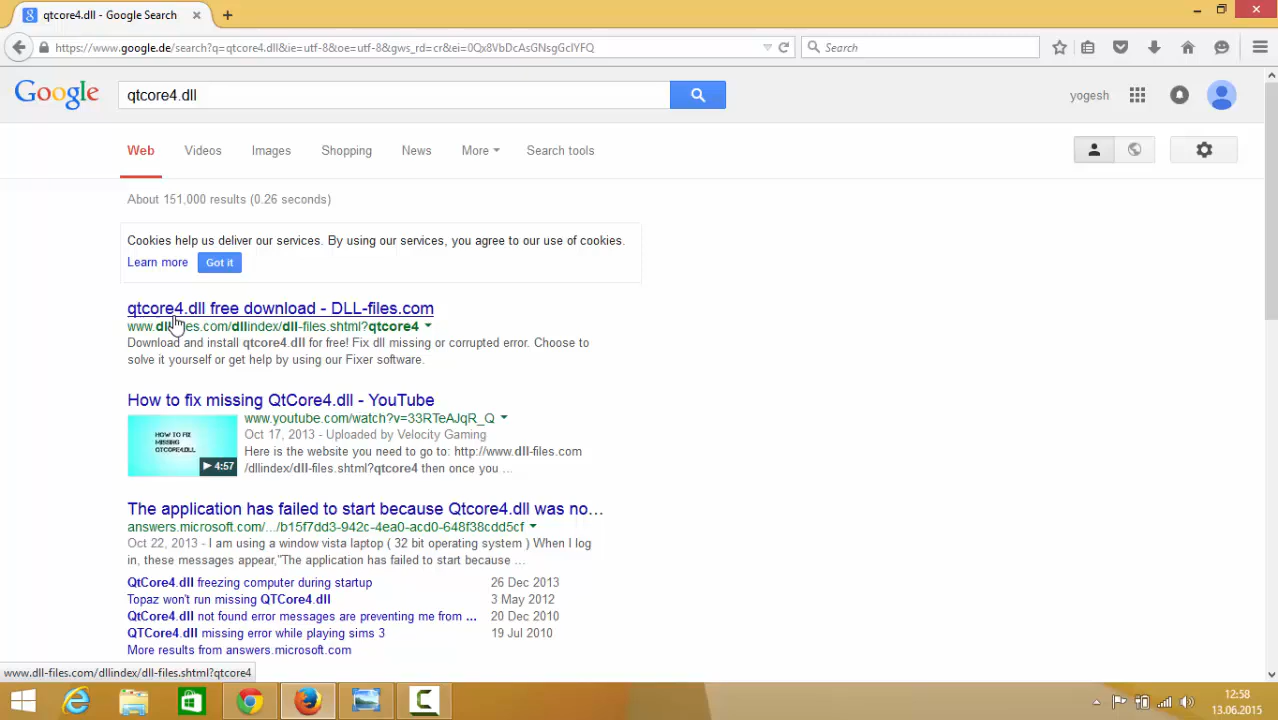 qtcore4.dll - Google Search
https://www.google.de/search?q=qtcore4.dll&ie=utf-8&oe=utf-8&gws_rd=cr&ei=0Qx8VbDcAsGNsgGclYFQ
Search
Google
qtcore4.dll
yogesh
Web Videos Images Shopping News More Search tools
About 151,000 results (0.26 seconds)
Cookies help us deliver our services. By using our services, you agree to our use of cookies.
Learn more Got it
qtcore4.dll free download - DLL-files.com
www.dll-files.com/dllindex/dll-files.shtml?qtcore4
Download and install qtcore4.dll for free! Fix dll missing or corrupted error. Choose to
solve it yourself or get help by using our Fixer software.
How to fix missing QtCore4.dll - YouTube
www.youtube.com/watch?v=33RTeAJqR_Q
Oct 17, 2013 - Uploaded by Velocity Gaming
Here is the website you need to go to: http://www.dll-files.com
/dllindex/dll-files.shtml?qtcore4 then once you ...
HOW TO FIX
MISSING
QTCORE4.DLL
4:57
The application has failed to start because Qtcore4.dll was no...
answers.microsoft.com/.../b15f7dd3-942c-4ea0-acd0-648f38cdd5cf
Oct 22, 2013 - I am using a window vista laptop ( 32 bit operating system ) When I log
in, these messages appear,"The application has failed to start because ...
QtCore4.dll freezing computer during startup 26 Dec 2013
Topaz won't run missing QTCore4.dll 3 May 2012
QtCore4.dll not found error messages are preventing me from ... 20 Dec 2010
QTCore4.dll missing error while playing sims 3 19 Jul 2010
More results from answers.microsoft.com
www.dll-files.com/dllindex/dll-files.shtml?qtcore4
12:58
13.06.2015